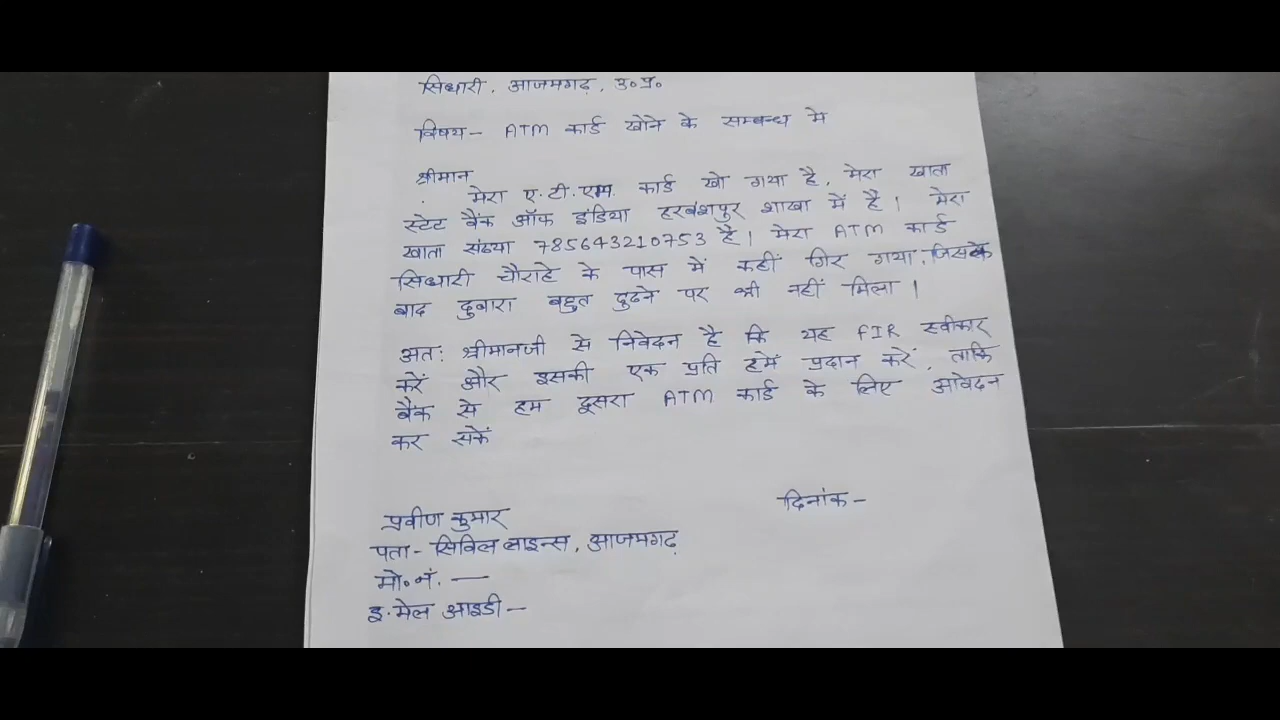 सिधारी, आजमगढ़, उ०प्र०
विषय- ATM कार्ड खोने के सम्बन्ध मे
श्रीमान
मेरा ए.टी.एम. कार्ड खो गया है, मेरा खाता
स्टेट बैंक ऑफ इंडिया हरबंशपुर शाखा में है। मेरा
खाता संख्या 785643210753 है। मेरा ATM कार्ड
सिधारी चौराहे के पास में कहीं गिर गया, जिसके
बाद दुबारा बहुत ढुढने पर भी नहीं मिला।
अतः श्रीमानजी से निवेदन है कि यह FIR स्वीकार
करें और इसकी एक प्रति हमें प्रदान करें, ताकि
बैंक से हम दूसरा ATM कार्ड के लिए आवेदन
कर सकें
प्रवीण कुमार
दिनांक-
पता- सिविल लाइन्स, आजमगढ़
मो०नं. —
इ.मेल आइडी-